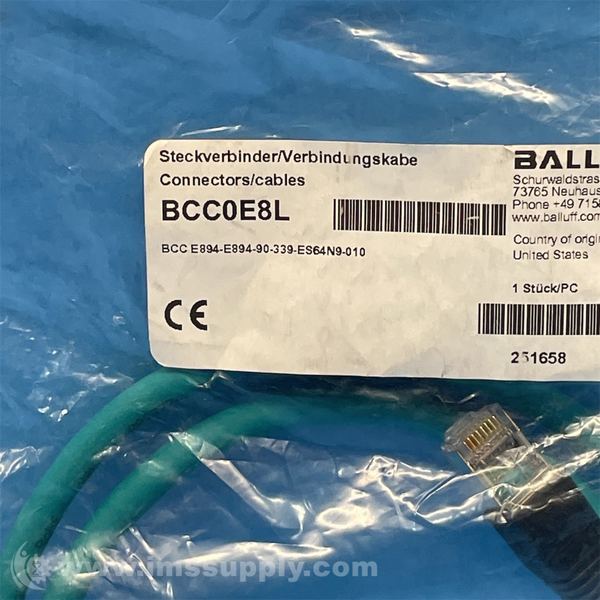 Steckverbinder/Verbindungskabe
Connectors/cables
BCC0E8L
BCC E894-E894-90-339-ES64N9-010
CE
BALL
Schurwaldstras
73765 Neuhaus
Phone +49 7158
www.balluff.com
Country of origi
United States
1 Stück/PC
251658
www.imssupply.com